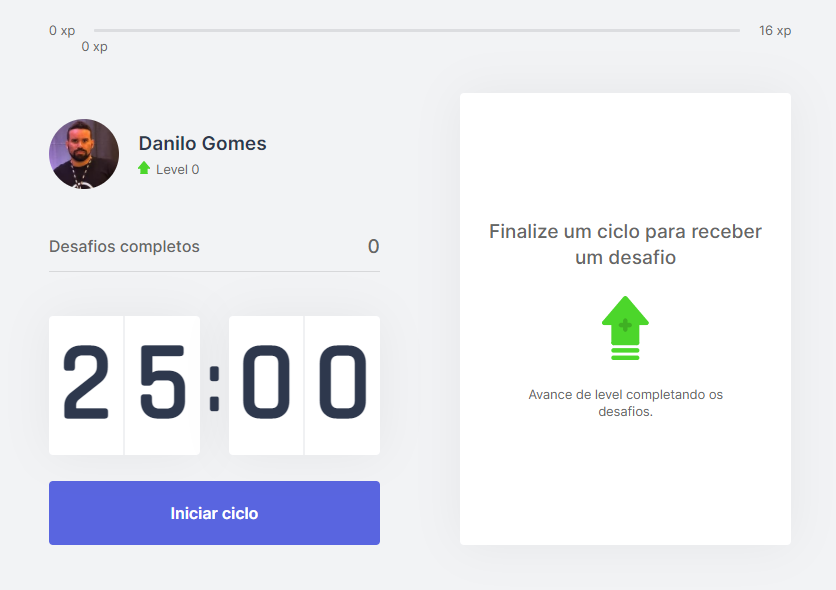 0 xp
16 xp
0 xp
Danilo Gomes
Level 0
Desafios completos
0
25:00
Iniciar ciclo
Finalize um ciclo para receber
um desafio
Avance de level completando os
desafios.